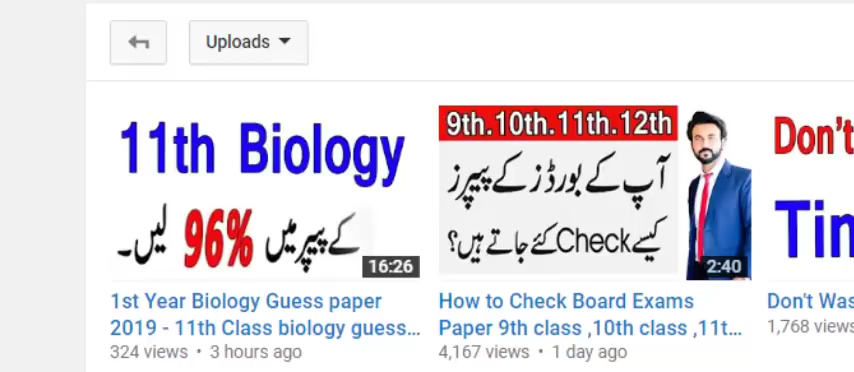 Uploads
11th Biology
کے پیپر میں 96% لیں۔
16:26
1st Year Biology Guess paper
2019 - 11th Class biology guess...
324 views • 3 hours ago
9th.10th.11th.12th
آپ کے بورڈز کے پیپرز
کیسے Check کئے جاتے ہیں؟
2:40
How to Check Board Exams
Paper 9th class ,10th class ,11t...
4,167 views • 1 day ago
Don't
Tim
Don't Was
1,768 views